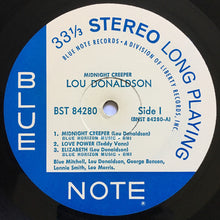 33⅓ STEREO LONG PLAYING
BLUE NOTE RECORDS • A DIVISION OF LIBERTY RECORDS, INC.
BLUE
MIDNIGHT CREEPER
LOU DONALDSON
BST 84280 Side 1
(BNST 84280-A)
1. MIDNIGHT CREEPER (Lou Donaldson)
BLUE HORIZON MUSIC - BMI
2. LOVE POWER (Teddy Vann)
3. ELIZABETH (Lou Donaldson)
BLUE HORIZON MUSIC - BMI
Blue Mitchell, Lou Donaldson, George Benson,
Lonnie Smith, Leo Morris.
NOTE